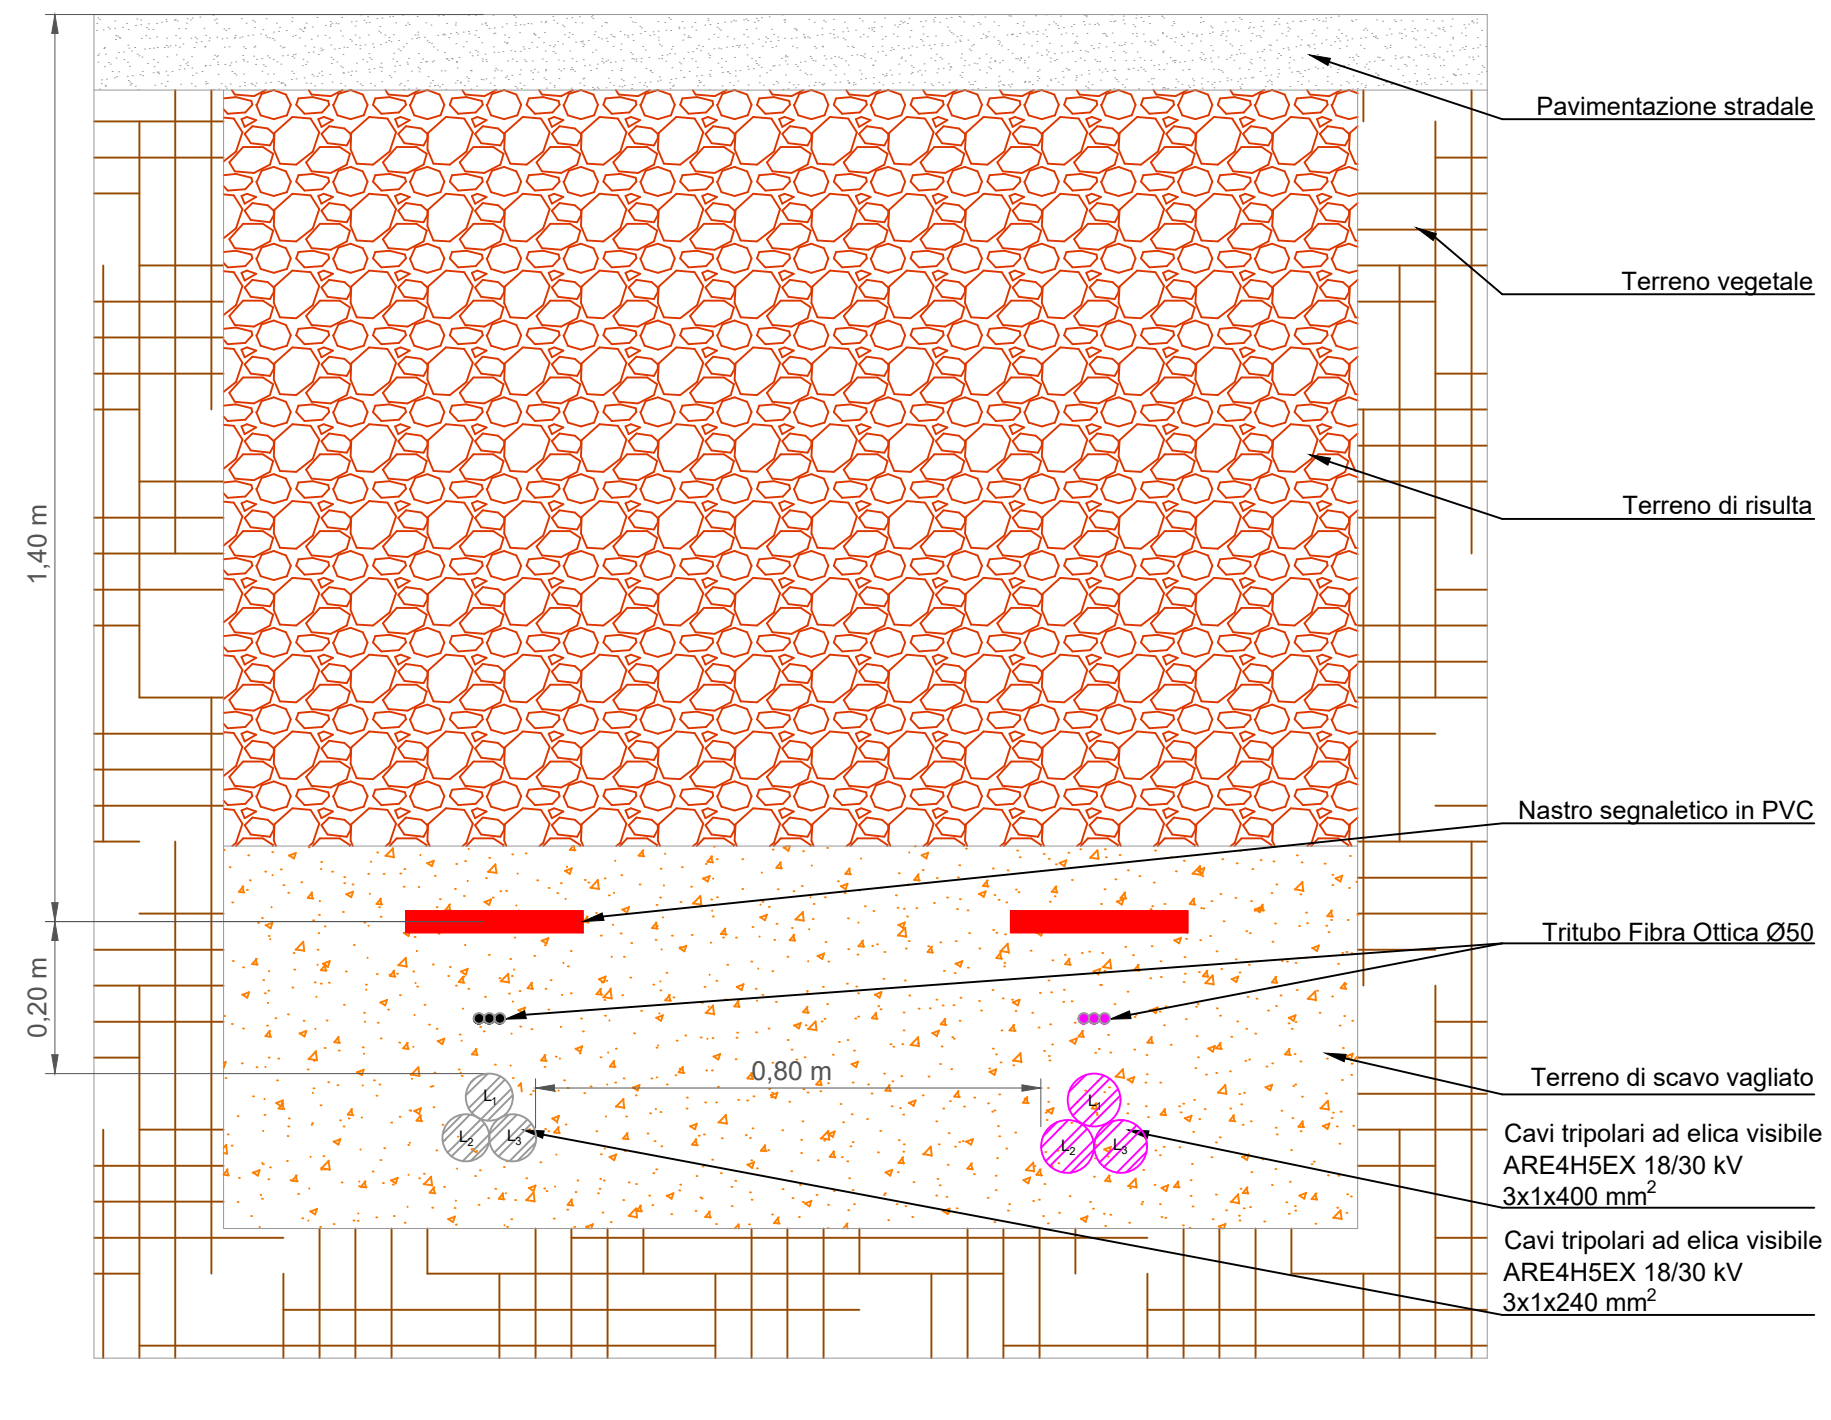 Pavimentazione stradale
Terreno vegetale
1,40 m
Terreno di risulta
Nastro segnaletico in PVC
Tritubo Fibra Ottica Ø50
0,20 m
0,80 m
Terreno di scavo vagliato
L1
L2 L3
L1
L2 L3
Cavi tripolari ad elica visibile
ARE4H5EX 18/30 kV
3x1x400 mm²
Cavi tripolari ad elica visibile
ARE4H5EX 18/30 kV
3x1x240 mm²